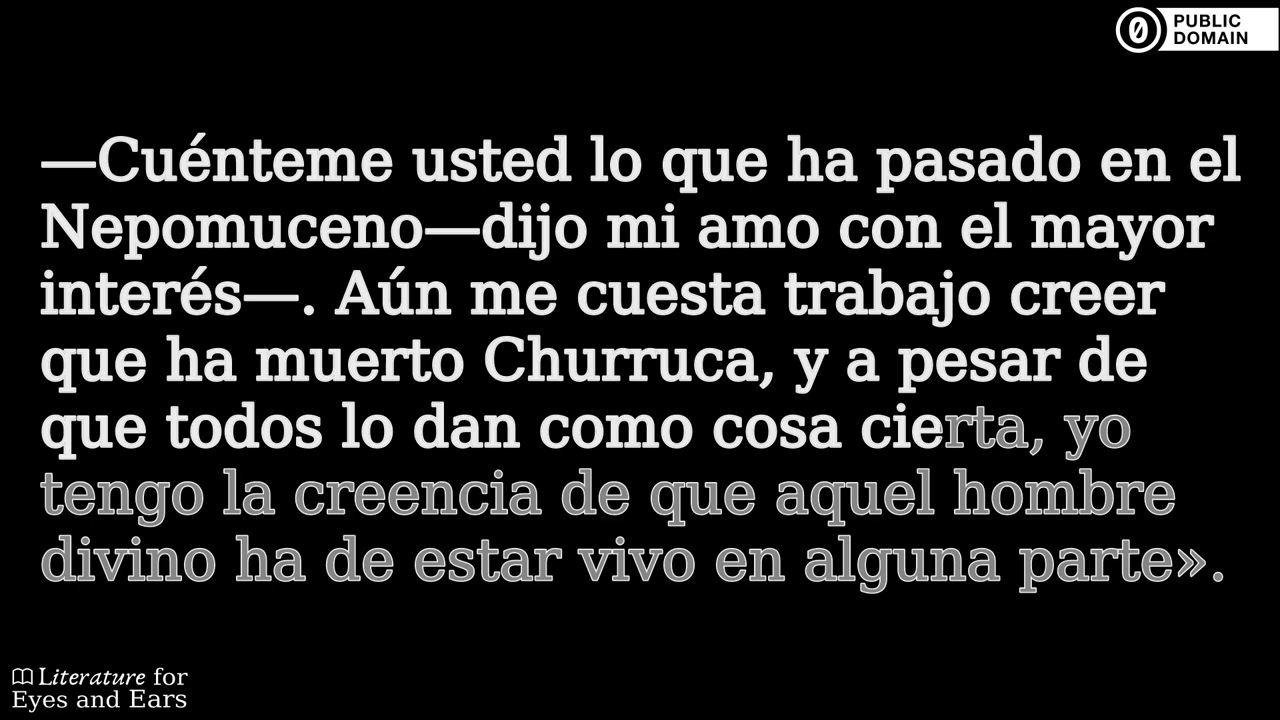 PUBLIC
DOMAIN
—Cuénteme usted lo que ha pasado en el
Nepomuceno—dijo mi amo con el mayor
interés—. Aún me cuesta trabajo creer
que ha muerto Churruca, y a pesar de
que todos lo dan como cosa cierta, yo
tengo la creencia de que aquel hombre
divino ha de estar vivo en alguna parte».
Literature for
Eyes and Ears